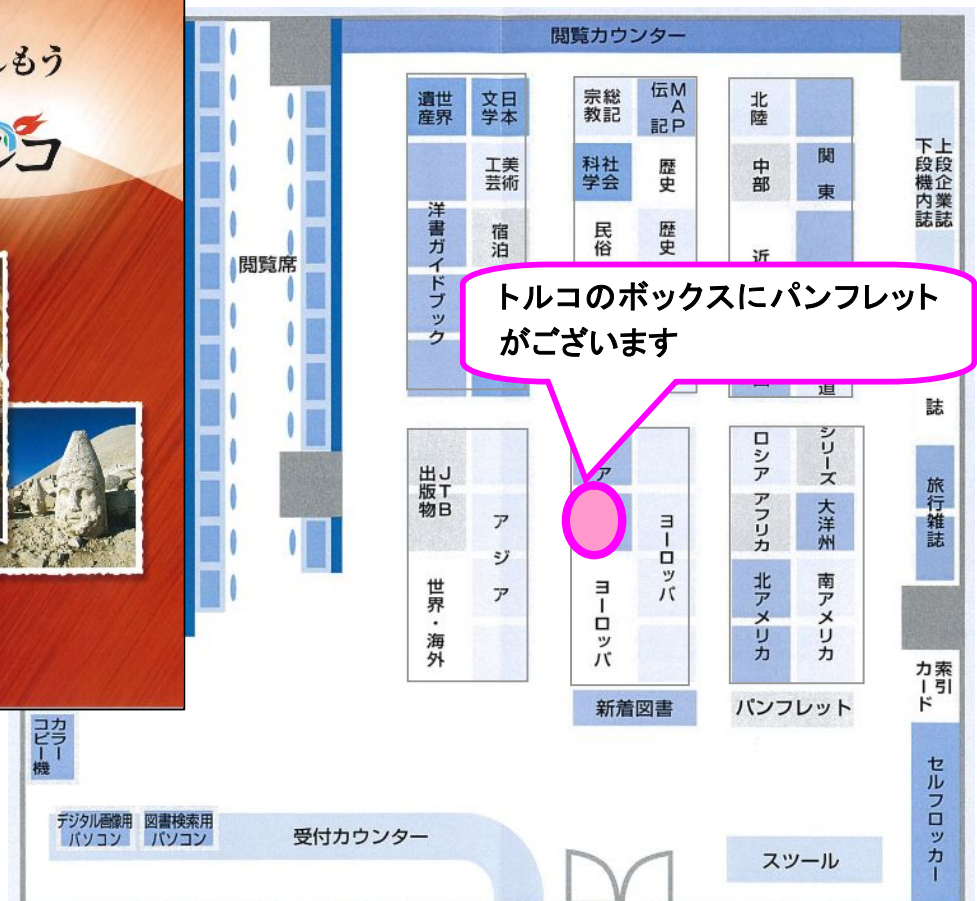 もう
閲覧カウンター
世界
遺産
日本
文学
総記
宗教
MAP
伝記
北陸
美術
工芸
社会
科学
歴史
中部
関東
上段企業誌
下段機内誌
洋書ガイドブック
宿泊
民俗
歴史
近
閲覧席
トルコのボックスにパンフレット
がございます
道
誌
JTB
出版物
アジア
世界・海外
ア
ヨーロッパ
ヨーロッパ
ロシア
シリーズ
アフリカ
大洋州
北アメリカ
南アメリカ
旅行雑誌
新着図書
パンフレット
索引
カード
カラー
コピー機
セルフロッカー
デジタル画像用
パソコン
図書検索用
パソコン
受付カウンター
スツール